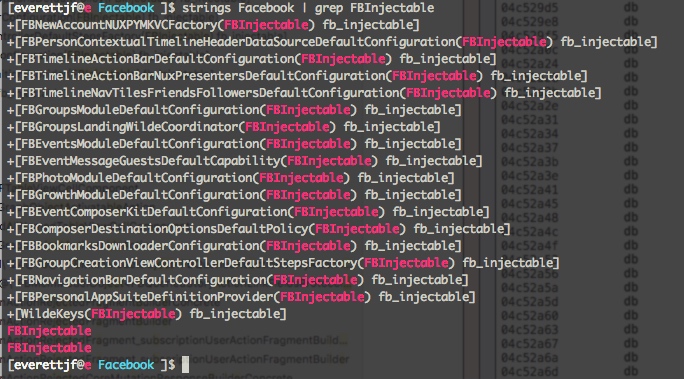 [everettjf@e Facebook ]$ strings Facebook | grep FBInjectable
+[FBNewAccountNUXPYMKVCFactory(FBInjectable) fb_injectable]
+[FBPersonContextualTimelineHeaderDataSourceDefaultConfiguration(FBInjectable) fb_injectable]
+[FBTimelineActionBarDefaultConfiguration(FBInjectable) fb_injectable]
+[FBTimelineActionBarNuxPresentersDefaultConfiguration(FBInjectable) fb_injectable]
+[FBTimelineNavTilesFriendsFollowersDefaultConfiguration(FBInjectable) fb_injectable]
+[FBGroupsModuleDefaultConfiguration(FBInjectable) fb_injectable]
+[FBGroupsLandingWildeCoordinator(FBInjectable) fb_injectable]
+[FBEventsModuleDefaultConfiguration(FBInjectable) fb_injectable]
+[FBEventMessageGuestsDefaultCapability(FBInjectable) fb_injectable]
+[FBPhotoModuleDefaultConfiguration(FBInjectable) fb_injectable]
+[FBGrowthModuleDefaultConfiguration(FBInjectable) fb_injectable]
+[FBEventComposerKitDefaultConfiguration(FBInjectable) fb_injectable]
+[FBComposerDestinationOptionsDefaultPolicy(FBInjectable) fb_injectable]
+[FBBookmarksDownloaderConfiguration(FBInjectable) fb_injectable]
+[FBGroupCreationViewControllerDefaultStepsFactory(FBInjectable) fb_injectable]
+[FBNavigationBarDefaultConfiguration(FBInjectable) fb_injectable]
+[FBPersonalAppSuiteDefinitionProvider(FBInjectable) fb_injectable]
+[WildeKeys(FBInjectable) fb_injectable]
FBInjectable
FBInjectable
[everettjf@e Facebook ]$